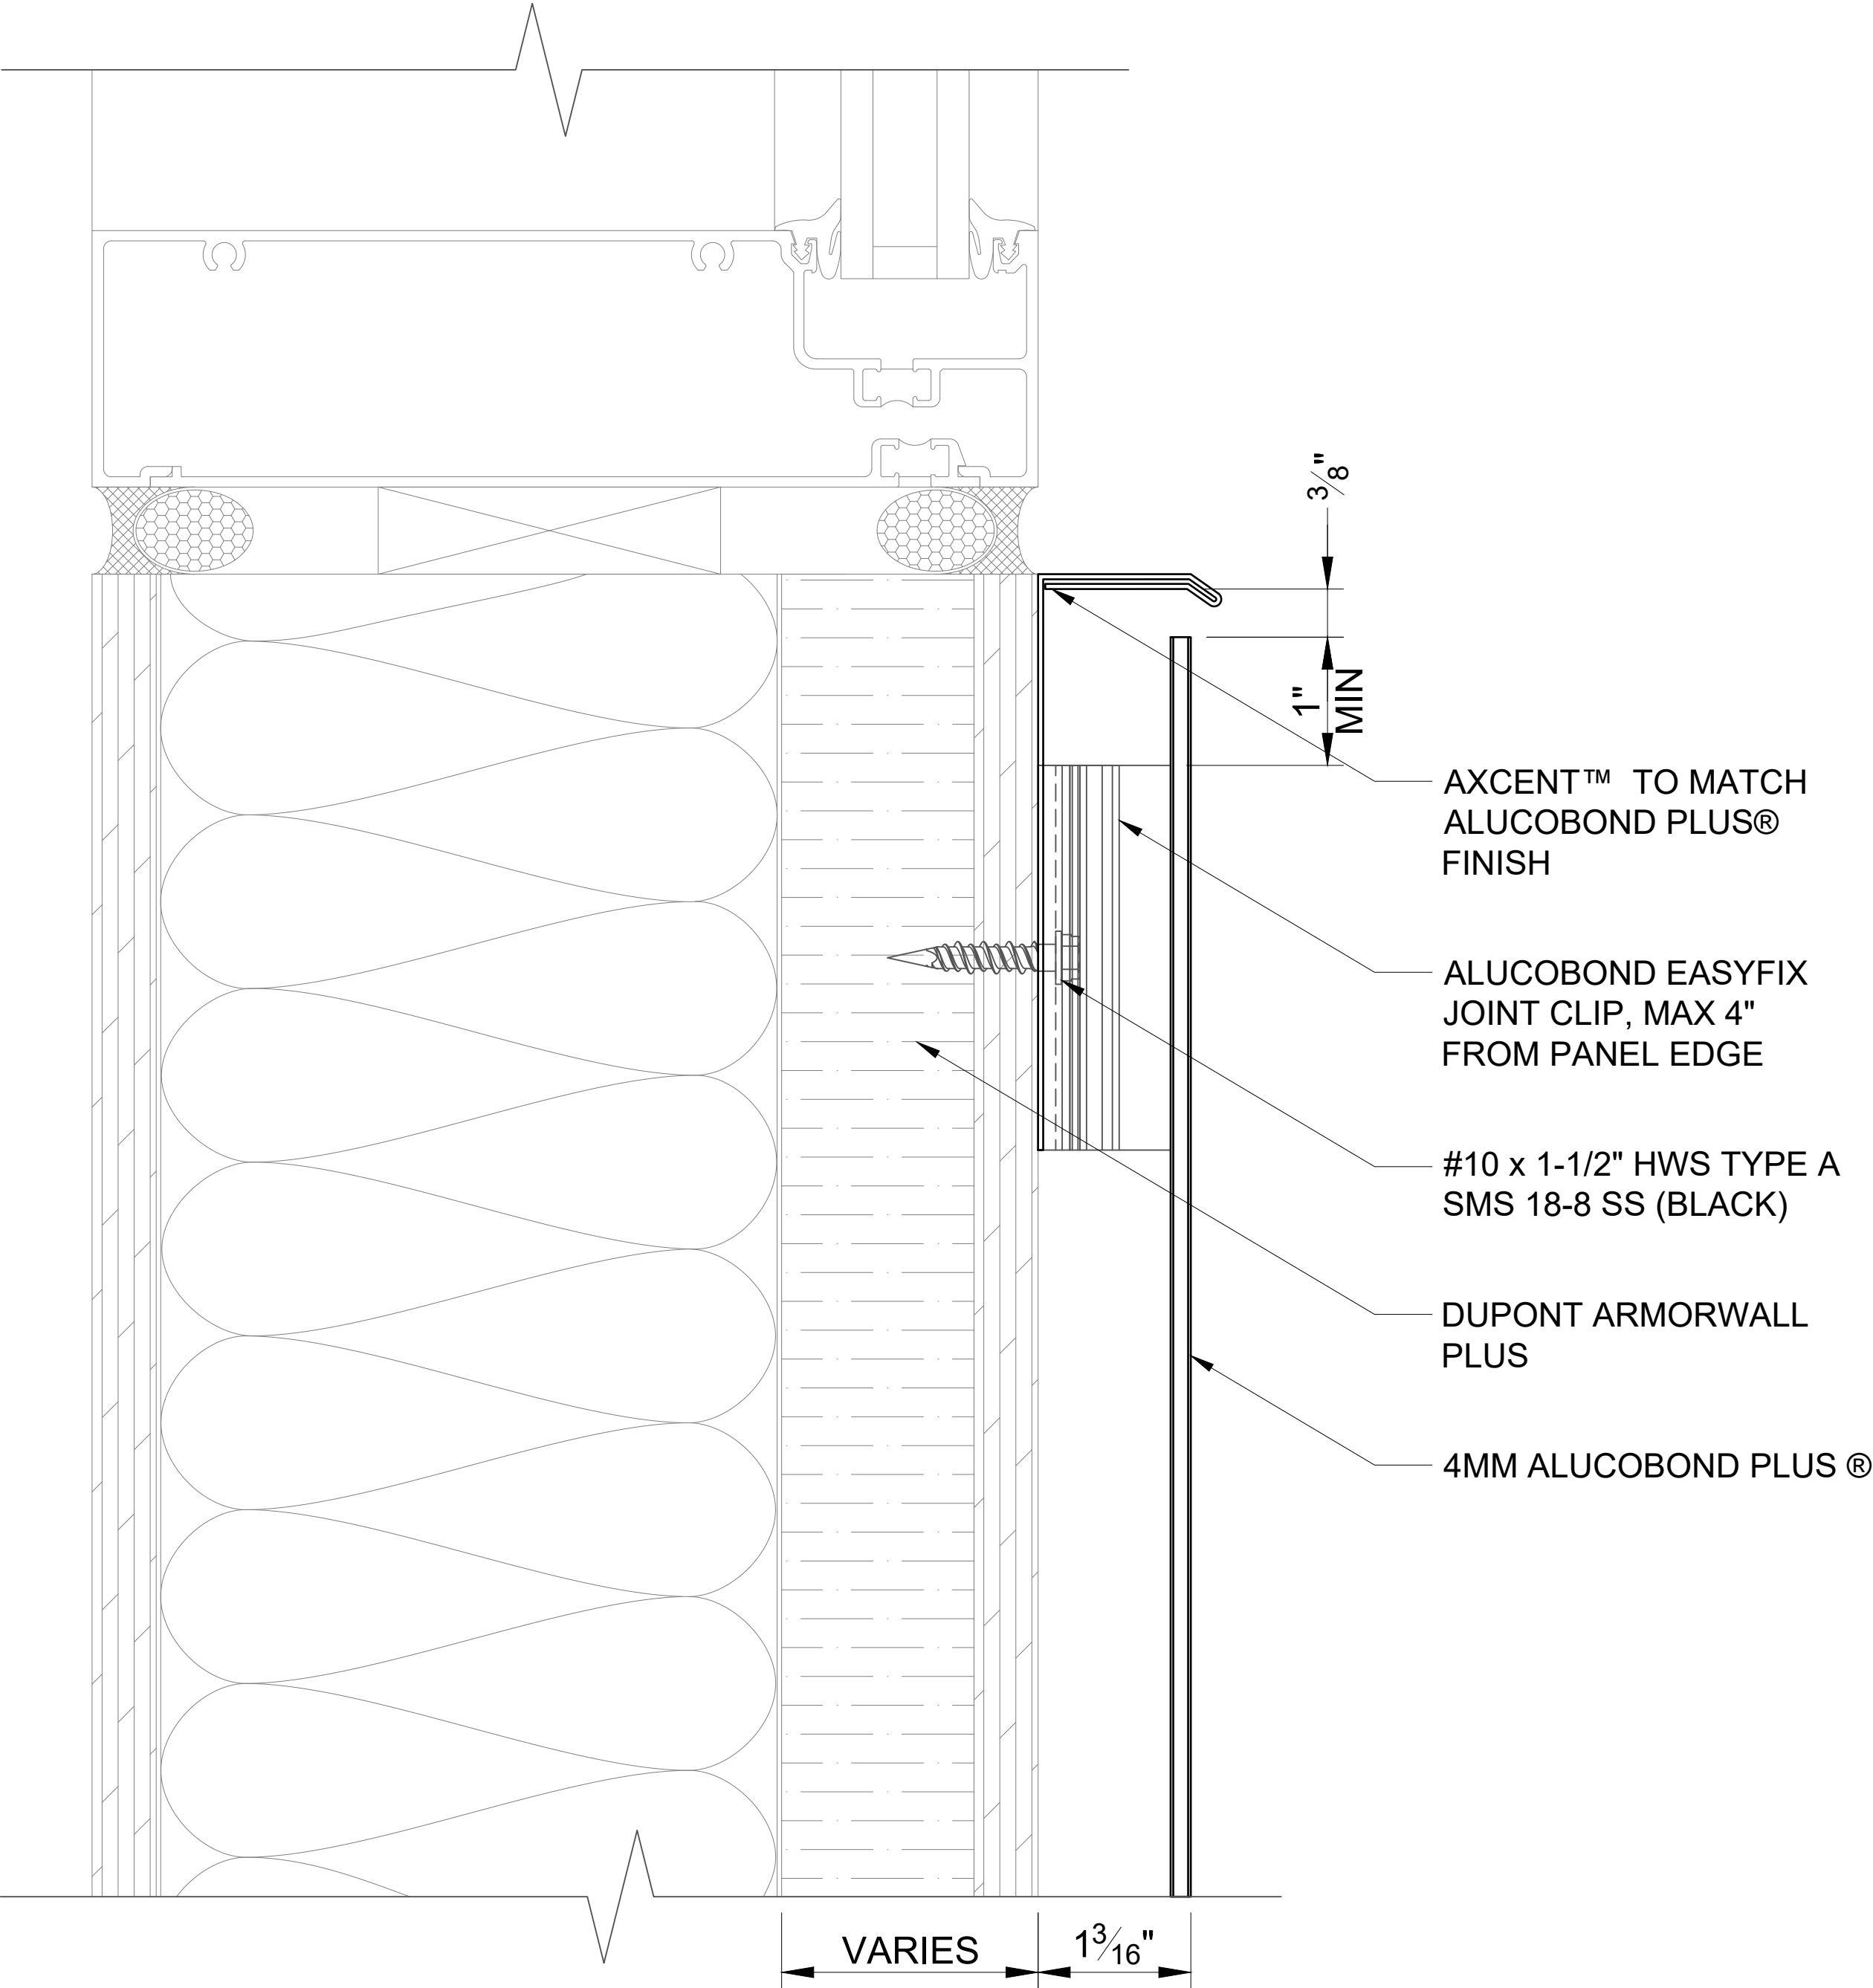 3/8"
1"
MIN
AXCENT™ TO MATCH
ALUCOBOND PLUS®
FINISH
ALUCOBOND EASYFIX
JOINT CLIP, MAX 4"
FROM PANEL EDGE
#10 x 1-1/2" HWS TYPE A
SMS 18-8 SS (BLACK)
DUPONT ARMORWALL
PLUS
4MM ALUCOBOND PLUS ®
VARIES
1 3/16"